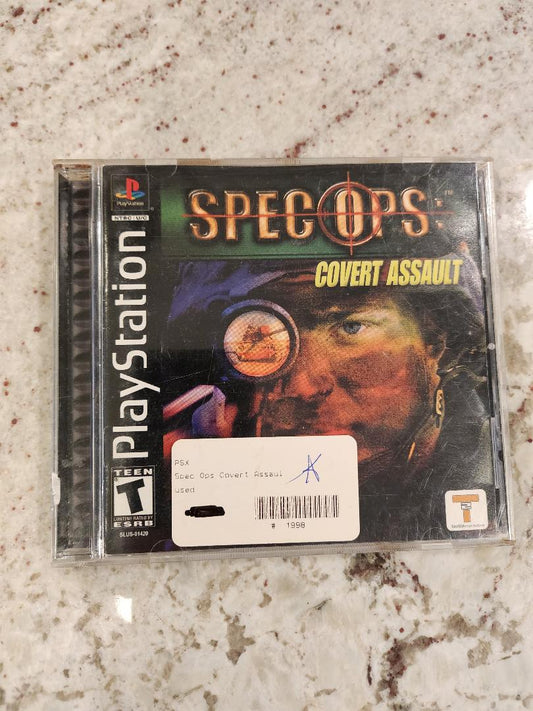 PlayStation
NTSC U/C
PlayStation
SPEC OPS:
TM
COVERT ASSAULT
TEEN
T
CONTENT RATED BY
ESRB
SLUS-01420
PSX
Spec Ops Covert Assaul
used
# 1998
T